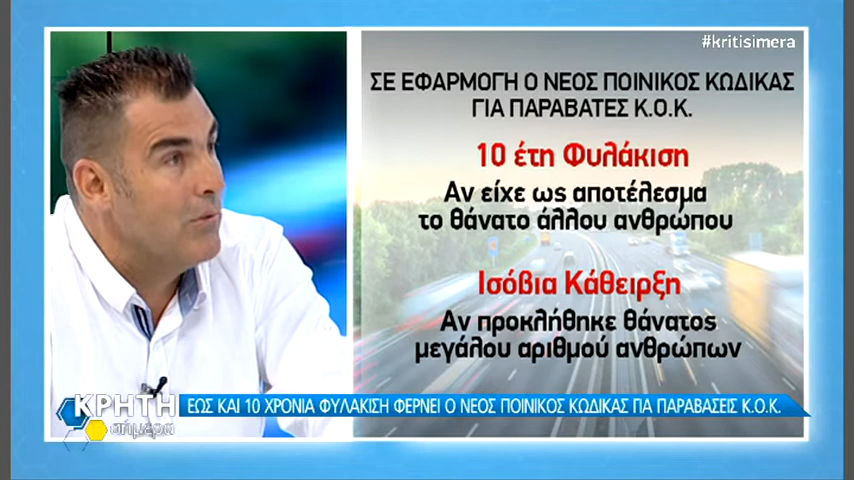 #kritisimera
ΣΕ ΕΦΑΡΜΟΓΗ Ο ΝΕΟΣ ΠΟΙΝΙΚΟΣ ΚΩΔΙΚΑΣ
ΓΙΑ ΠΑΡΑΒΑΤΕΣ Κ.Ο.Κ.
10 έτη Φυλάκιση
Αν είχε ως αποτέλεσμα
το θάνατο άλλου ανθρώπου
Ισόβια Κάθειρξη
Αν προκλήθηκε θάνατος
μεγάλου αριθμού ανθρώπων
ΚΡΗΤΗ
σήμερα
ΕΩΣ ΚΑΙ 10 ΧΡΟΝΙΑ ΦΥΛΑΚΙΣΗ ΦΕΡΝΕΙ Ο ΝΕΟΣ ΠΟΙΝΙΚΟΣ ΚΩΔΙΚΑΣ ΓΙΑ ΠΑΡΑΒΑΣΕΙΣ Κ.Ο.Κ.